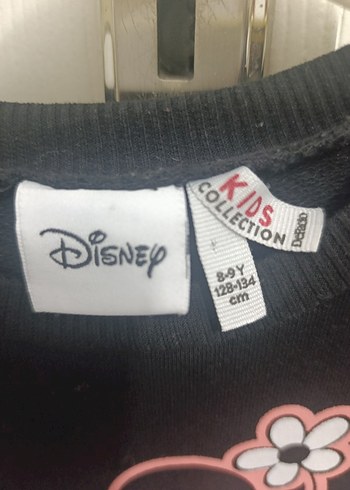 Disney
KIDS
COLLECTION
DeFacto
8-9 Y
128-134
cm